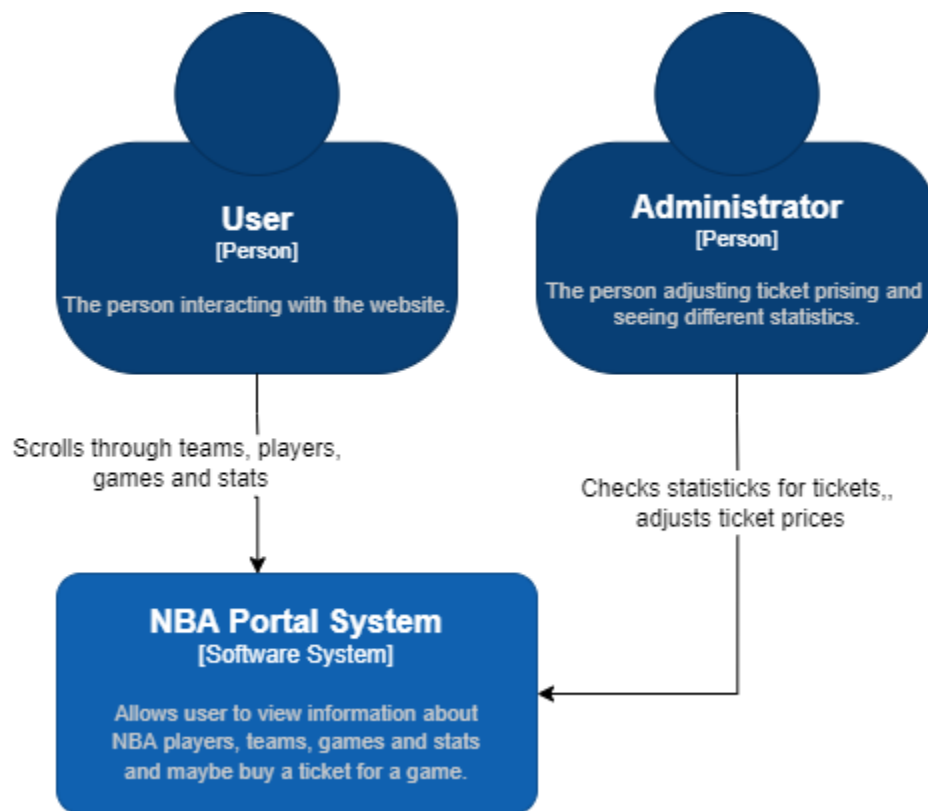 User
[Person]
The person interacting with the website.
Administrator
[Person]
The person adjusting ticket prising and
seeing different statistics.
Scrolls through teams, players,
games and stats
Checks statisticks for tickets,,
adjusts ticket prices
NBA Portal System
[Software System]
Allows user to view information about
NBA players, teams, games and stats
and maybe buy a ticket for a game.